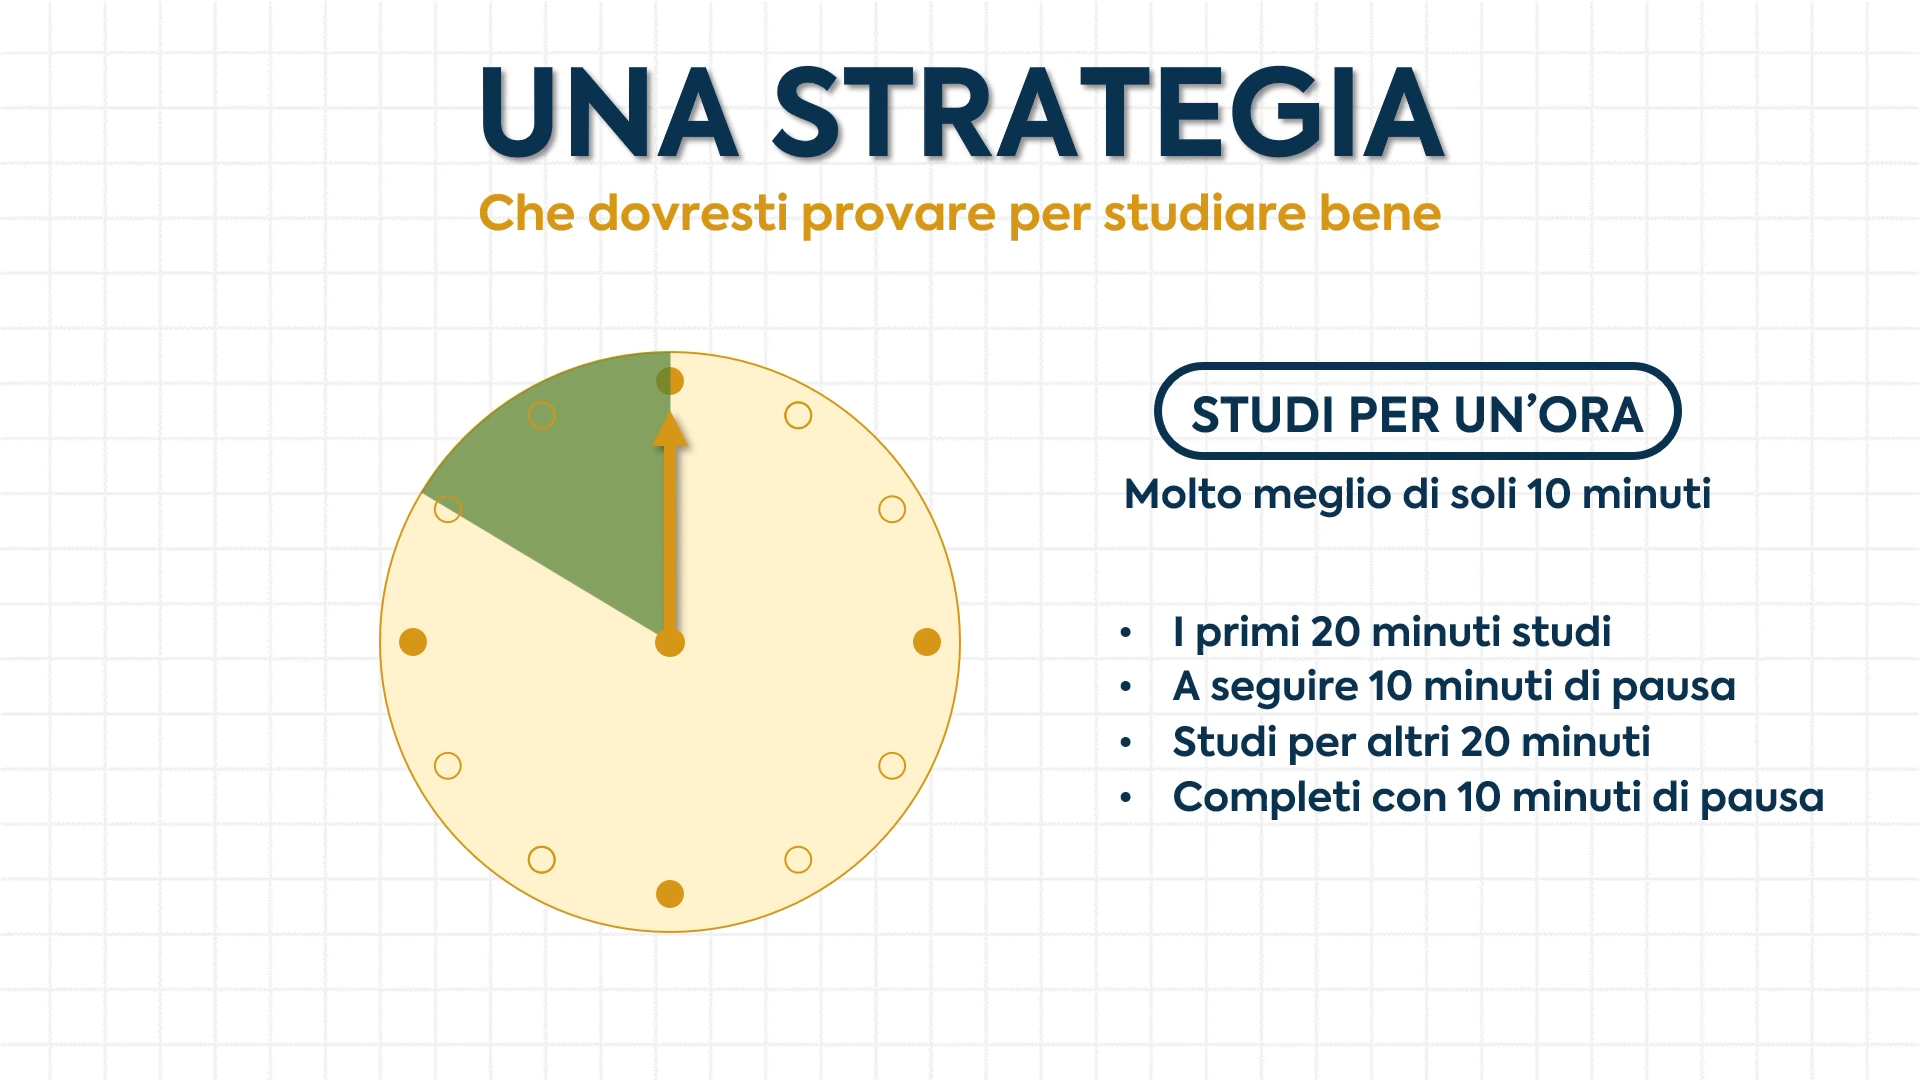 UNA STRATEGIA
Che dovresti provare per studiare bene
STUDI PER UN’ORA
Molto meglio di soli 10 minuti
• I primi 20 minuti studi
• A seguire 10 minuti di pausa
• Studi per altri 20 minuti
• Completi con 10 minuti di pausa